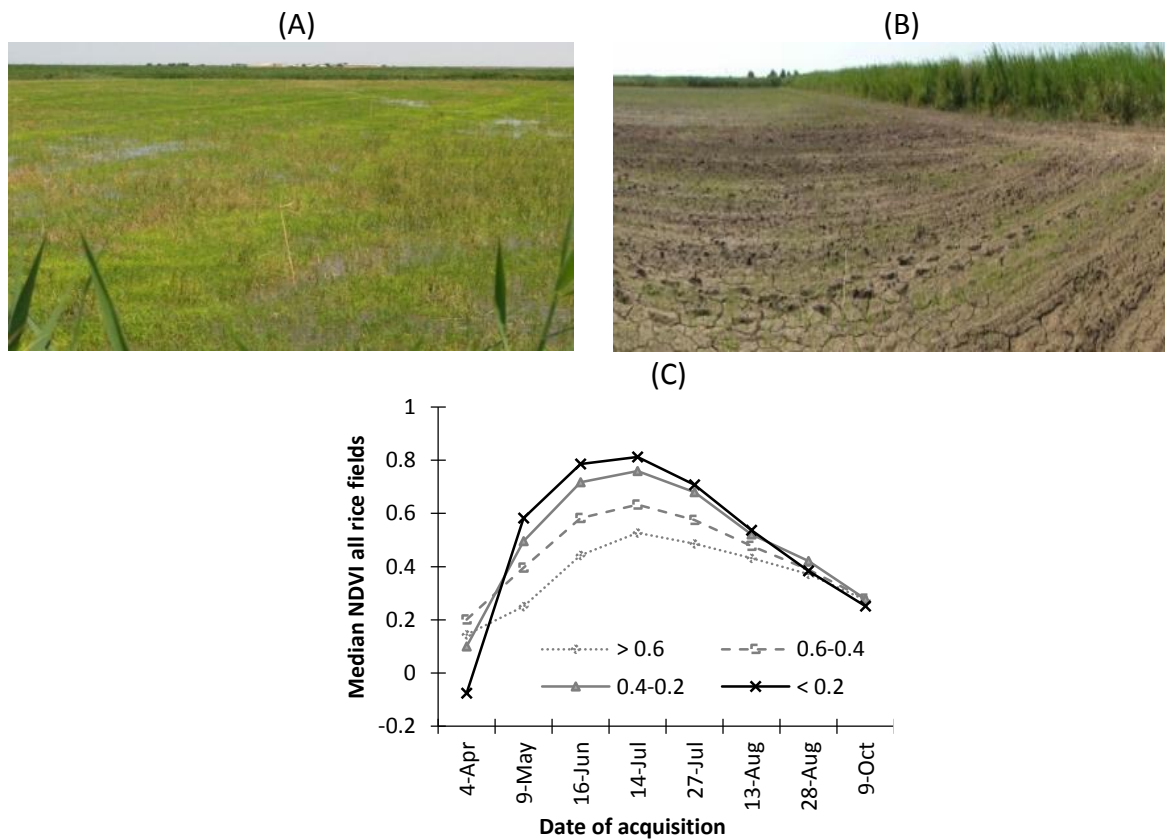 (A)
(B)
(C)
Median NDVI all rice fields
1
0.8
0.6
0.4
0.2
0
-0.2
> 0.6
0.6-0.4
0.4-0.2
< 0.2
4-Apr
9-May
16-Jun
14-Jul
27-Jul
13-Aug
28-Aug
9-Oct
Date of acquisition